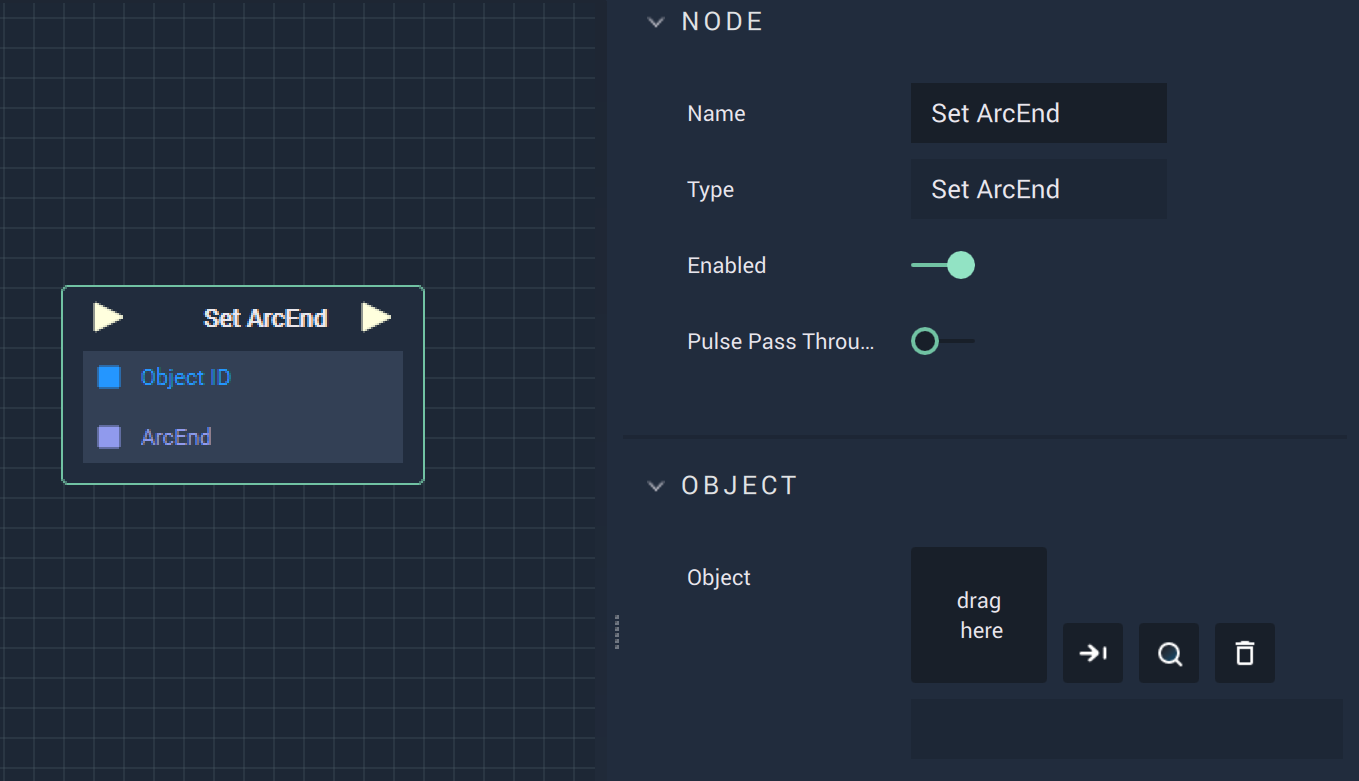 Set ArcEnd
Object ID
ArcEnd
NODE
Name
Set ArcEnd
Type
Set ArcEnd
Enabled
Pulse Pass Throu...
OBJECT
Object
drag
here